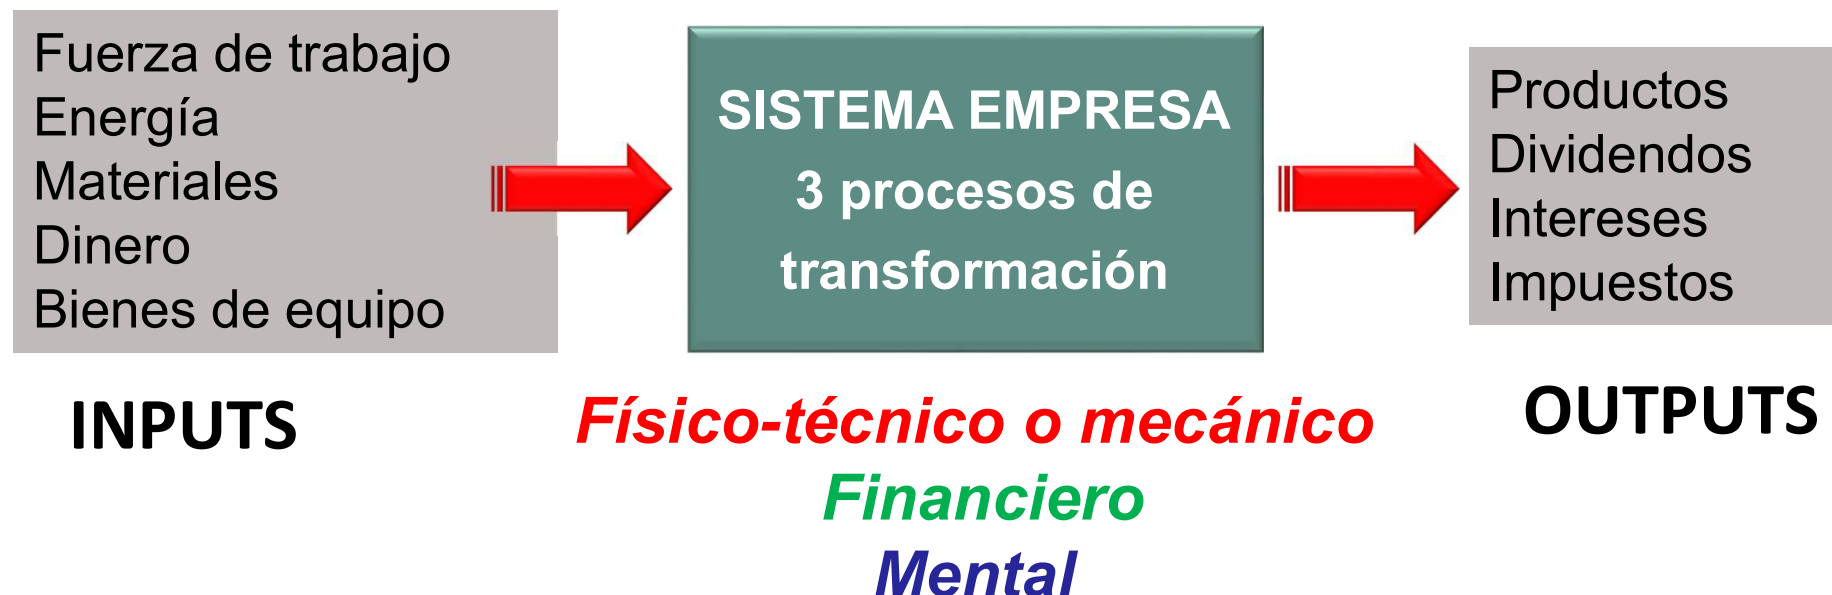 Fuerza de trabajo
Energía
Materiales
Dinero
Bienes de equipo
INPUTS
SISTEMA EMPRESA
3 procesos de
transformación
Físico-técnico o mecánico
Financiero
Mental
Productos
Dividendos
Intereses
Impuestos
OUTPUTS